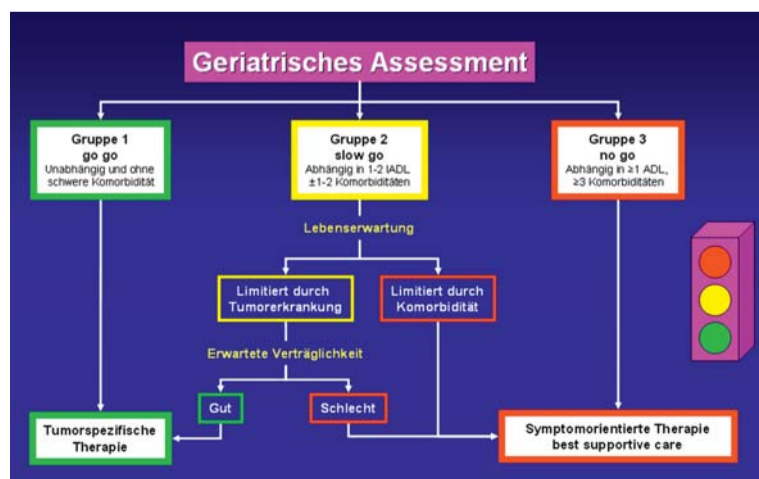 Geriatrisches Assessment
Gruppe 1
go go
Unabhängig und ohne
schwere Komorbidität
Gruppe 2
slow go
Abhängig in 1-2 IADL
±1-2 Komorbiditäten
Gruppe 3
no go
Abhängig in ≥1 ADL,
≥3 Komorbiditäten
Lebenserwartung
Limitiert durch
Tumorerkrankung
Limitiert durch
Komorbidität
Erwartete Verträglichkeit
Gut
Schlecht
Tumorspezifische
Therapie
Symptomorientierte Therapie
best supportive care